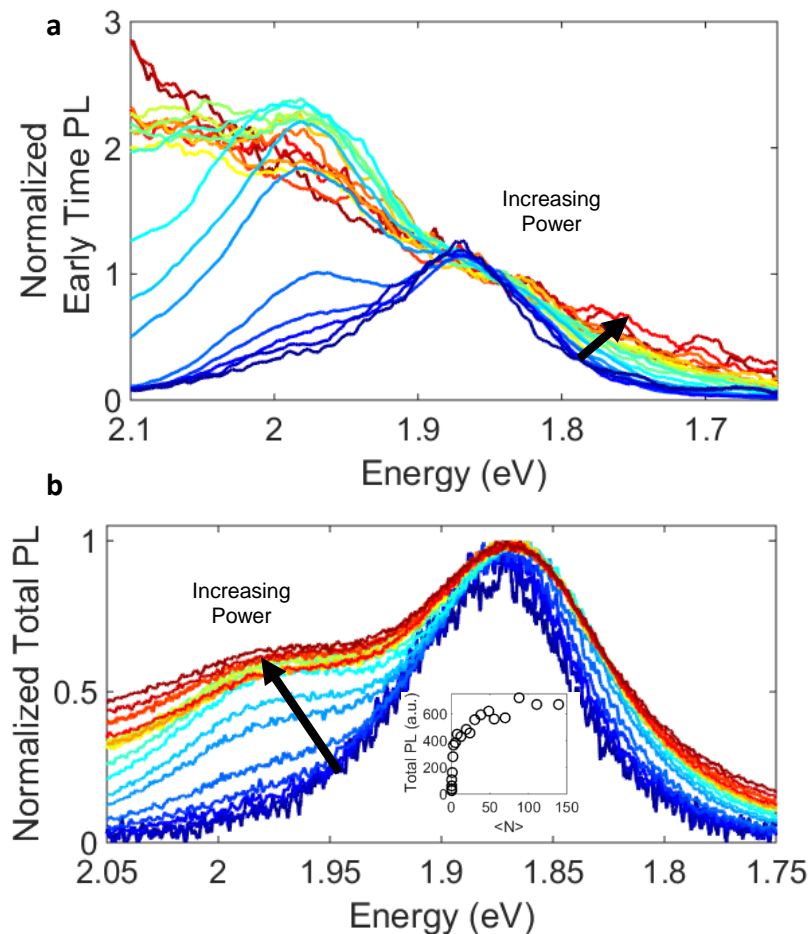 a
3
2
1
0
Normalized
Early Time PL
Increasing
Power
2.1
2
1.9
1.8
1.7
Energy (eV)
b
1
0.5
0
Normalized Total PL
Increasing
Power
600
400
200
0
Total PL (a.u.)
0
50
100
150
<N>
2.05
2
1.95
1.9
1.85
1.8
1.75
Energy (eV)